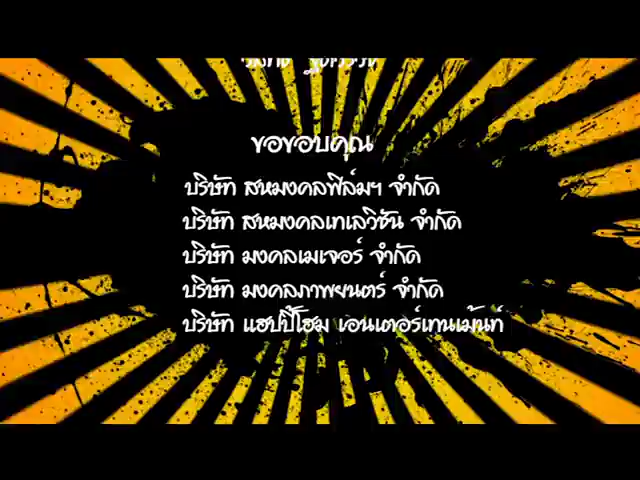 ขอขอบคุณ
บริษัท สหมงคลฟิล์มฯ จำกัด
บริษัท สหมงคลเทเลวิชัน จำกัด
บริษัท มงคลเมเจอร์ จำกัด
บริษัท มงคลภาพยนตร์ จำกัด
บริษัท แฮปปี้โฮม เอนเตอร์เทนเม้นท์